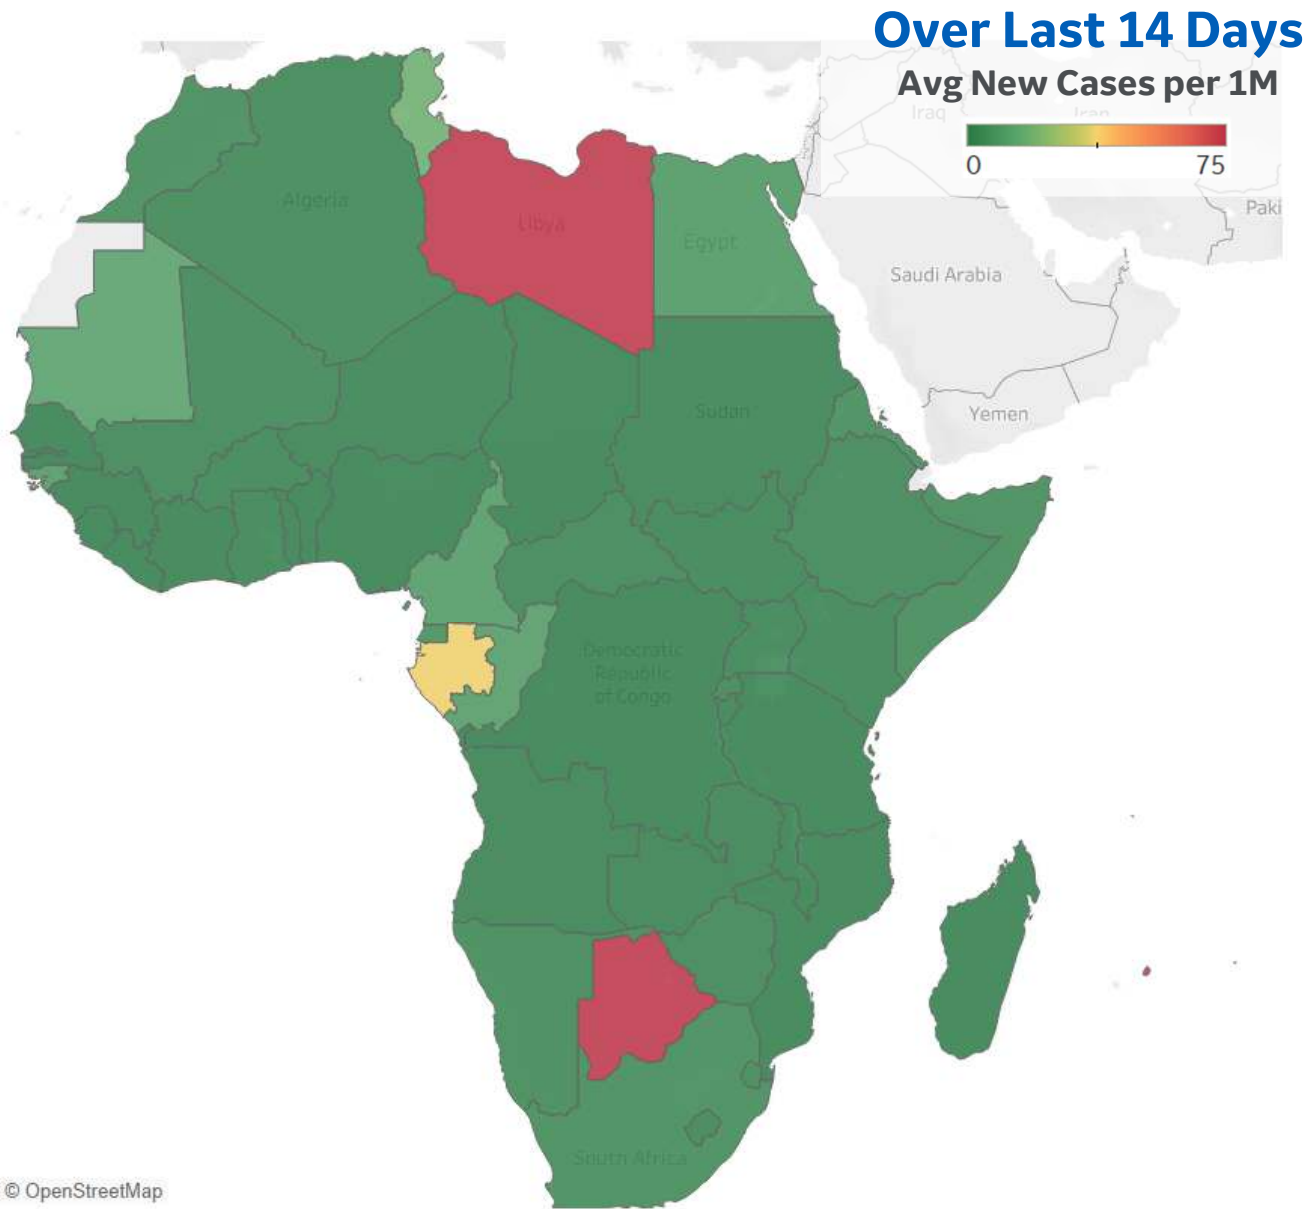 Over Last 14 Days
Avg New Cases per 1M
Iraq
Iran
0
75
Algeria
Libya
Egypt
Paki
Saudi Arabia
Sudan
Yemen
Democratic
Republic
of Congo
South Africa
© OpenStreetMap